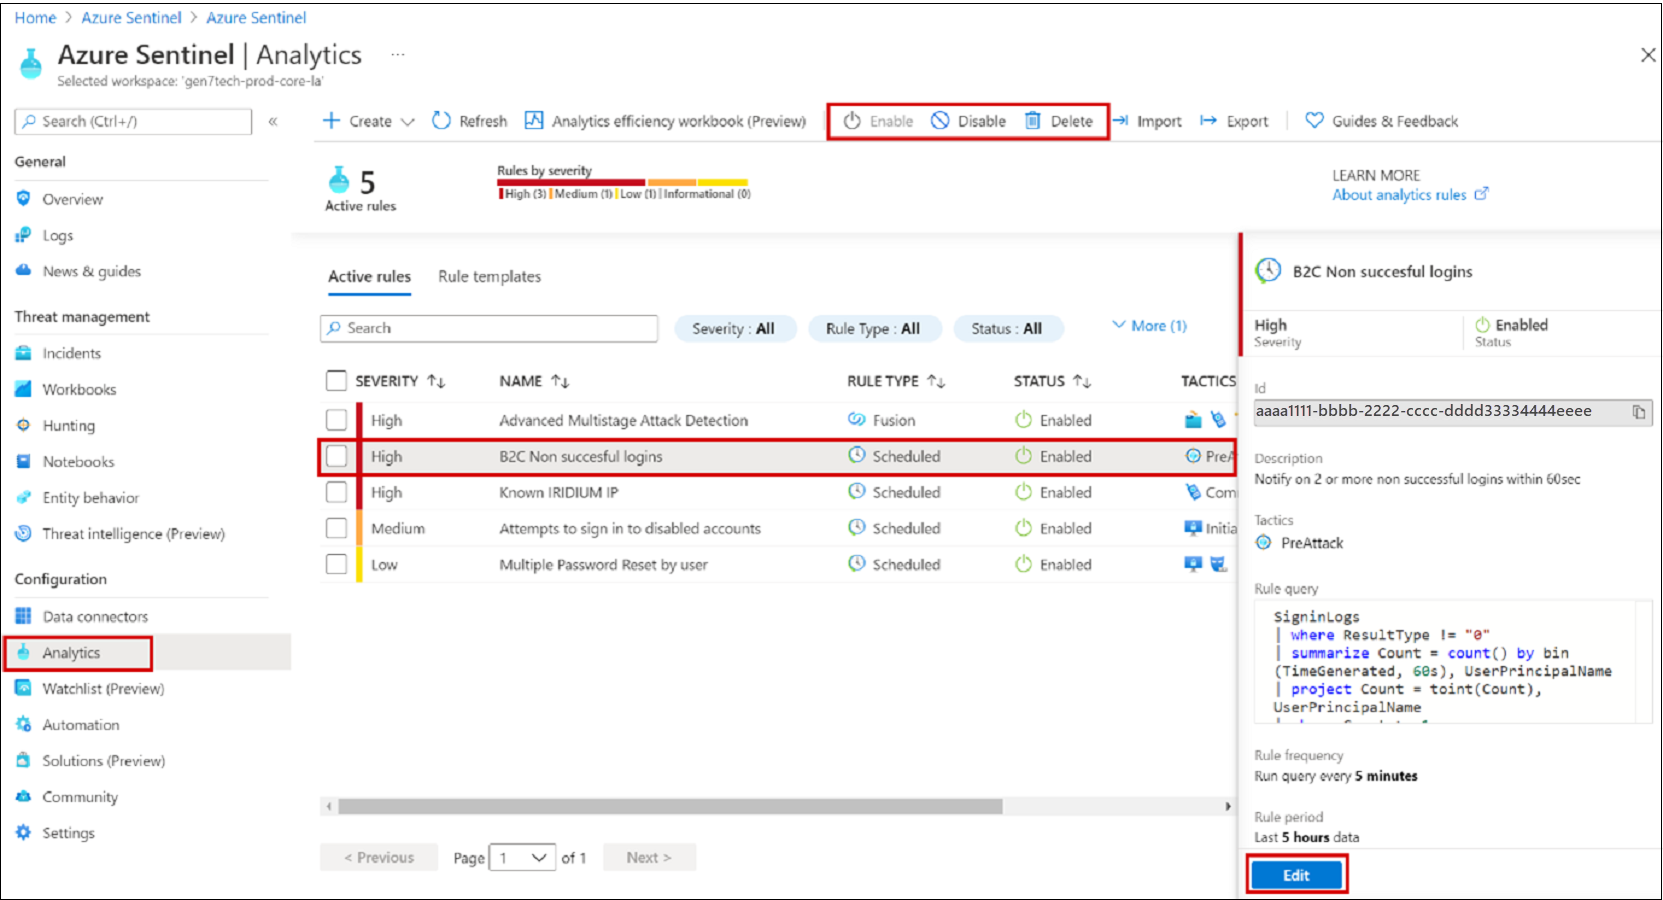 Home > Azure Sentinel > Azure Sentinel
Azure Sentinel | Analytics ...
Selected workspace: 'gen7tech-prod-core-la'
Search (Ctrl+/)
«
General
Overview
Logs
News & guides
Threat management
Incidents
Workbooks
Hunting
Notebooks
Entity behavior
Threat intelligence (Preview)
Configuration
Data connectors
Analytics
Watchlist (Preview)
Automation
Solutions (Preview)
Community
Settings
Create Refresh Analytics efficiency workbook (Preview) Enable Disable Delete Import Export Guides & Feedback
5
Active rules
Rules by severity
High (3) Medium (1) Low (1) Informational (0)
LEARN MORE
About analytics rules
Active rules Rule templates
Search Severity : All Rule Type : All Status : All More (1)
SEVERITY NAME RULE TYPE STATUS TACTICS
High Advanced Multistage Attack Detection Fusion Enabled
High B2C Non succesful logins Scheduled Enabled PreA
High Known IRIDIUM IP Scheduled Enabled Com
Medium Attempts to sign in to disabled accounts Scheduled Enabled Initia
Low Multiple Password Reset by user Scheduled Enabled
< Previous Page 1 of 1 Next >
B2C Non succesful logins
High Enabled
Severity Status
Id
aaaa1111-bbbb-2222-cccc-dddd33334444eeee
Description
Notify on 2 or more non successful logins within 60sec
Tactics
PreAttack
Rule query
SigninLogs
| where ResultType != "0"
| summarize Count = count() by bin
(TimeGenerated, 60s), UserPrincipalName
| project Count = toint(Count),
UserPrincipalName
Rule frequency
Run query every 5 minutes
Rule period
Last 5 hours data
Edit